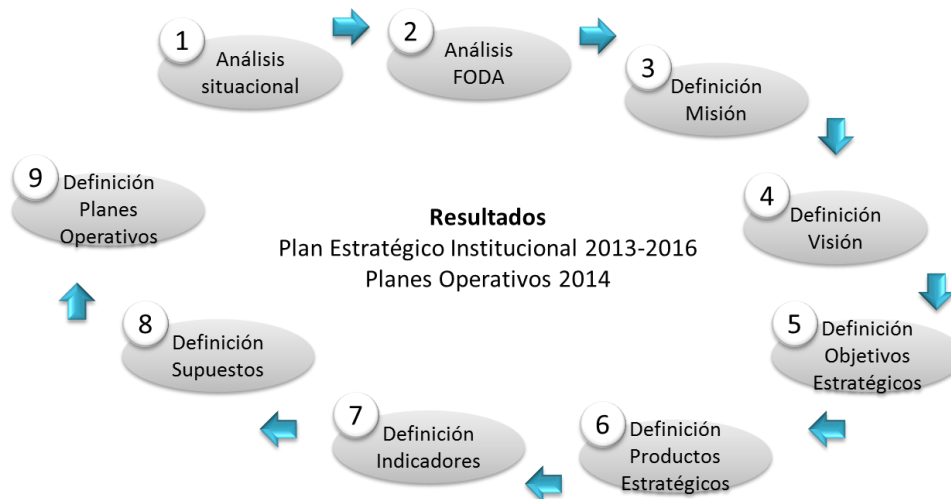 1
Análisis
situacional
2
Análisis
FODA
3
Definición
Misión
4
Definición
Visión
5
Definición
Objetivos
Estratégicos
6
Definición
Productos
Estratégicos
7
Definición
Indicadores
8
Definición
Supuestos
9
Definición
Planes
Operativos
Resultados
Plan Estratégico Institucional 2013-2016
Planes Operativos 2014